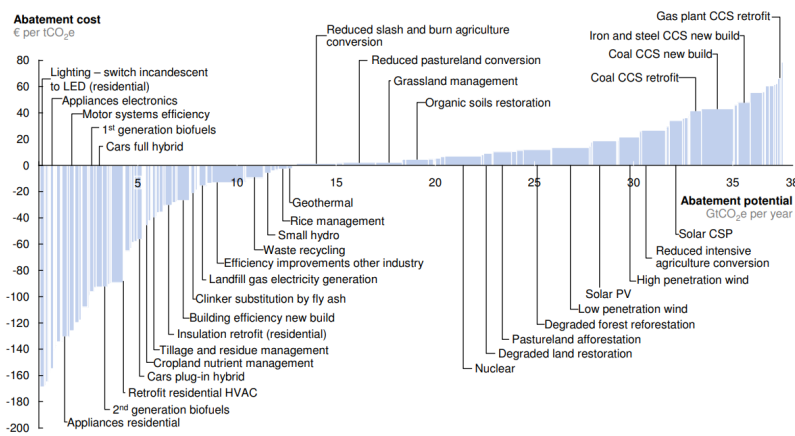 Abatement cost
€ per tCO2e
Gas plant CCS retrofit
Reduced slash and burn agriculture
conversion
Iron and steel CCS new build
Coal CCS new build
80
Reduced pastureland conversion
Lighting – switch incandescent
to LED (residential)
Grassland management
Coal CCS retrofit
60
Appliances electronics
Organic soils restoration
Motor systems efficiency
40
1st generation biofuels
20
Cars full hybrid
0
5
10
15
20
25
30
35
-20
Abatement potential
GtCO2e per year
Geothermal
-40
Rice management
Small hydro
Solar CSP
-60
Waste recycling
Reduced intensive
agriculture conversion
Efficiency improvements other industry
-80
Landfill gas electricity generation
High penetration wind
Solar PV
-100
Clinker substitution by fly ash
Low penetration wind
Building efficiency new build
Degraded forest reforestation
-120
Insulation retrofit (residential)
Pastureland afforestation
-140
Tillage and residue management
Degraded land restoration
Cropland nutrient management
Nuclear
-160
Cars plug-in hybrid
Retrofit residential HVAC
-180
2nd generation biofuels
Appliances residential
-200